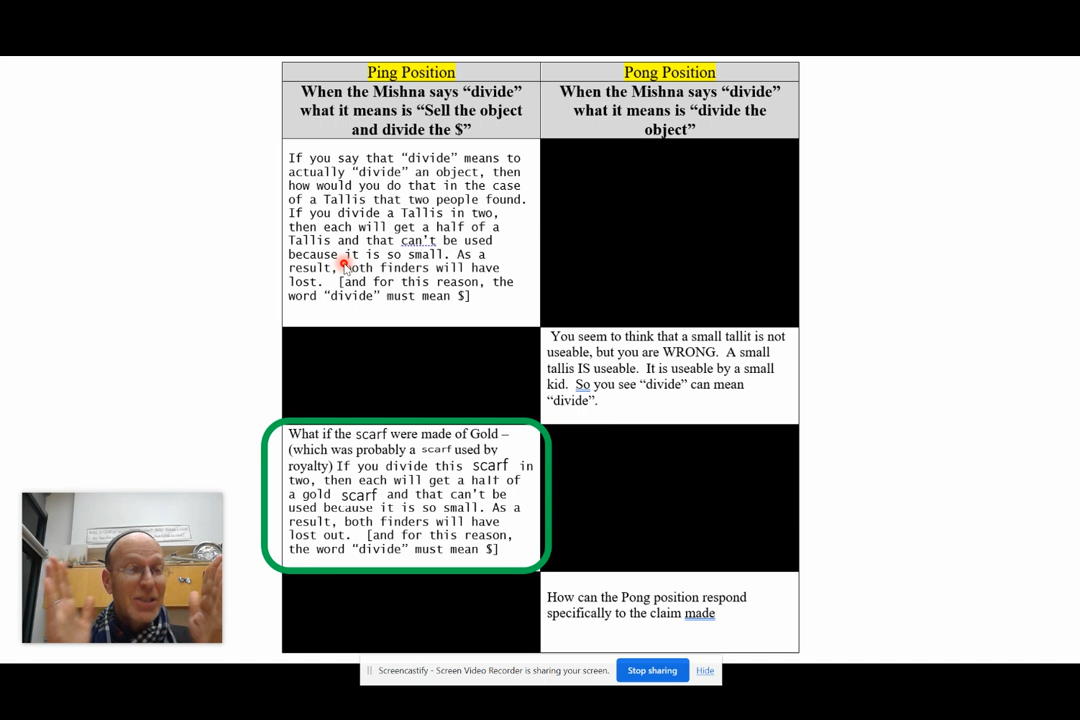 Ping Position
Pong Position
When the Mishna says “divide”
what it means is “Sell the object
and divide the $”
When the Mishna says “divide”
what it means is “divide the
object”
If you say that “divide” means to
actually “divide” an object, then
how would you do that in the case
of a Tallis that two people found.
If you divide a Tallis in two,
then each will get a half of a
Tallis and that can’t be used
because it is so small. As a
result, both finders will have
lost. [and for this reason, the
word “divide” must mean $]
You seem to think that a small tallit is not
useable, but you are WRONG. A small
tallis IS useable. It is useable by a small
kid. So you see “divide” can mean
“divide”.
What if the scarf were made of Gold –
(which was probably a scarf used by
royalty) If you divide this scarf in
two, then each will get a half of
a gold scarf and that can’t be
used because it is so small. As a
result, both finders will have
lost out. [and for this reason,
the word “divide” must mean $]
How can the Pong position respond
specifically to the claim made
Screencastify - Screen Video Recorder is sharing your screen.
Stop sharing
Hide